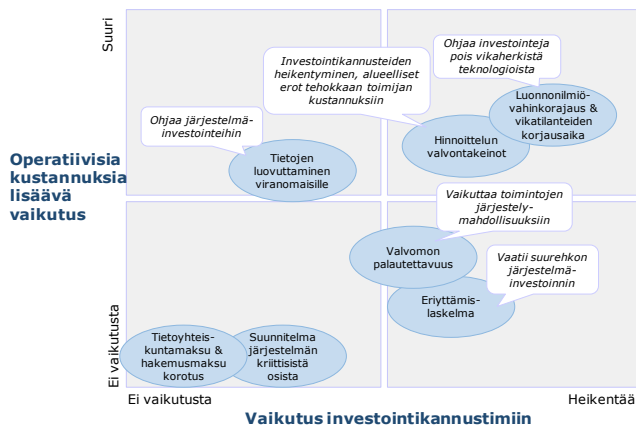 Suuri
Ohjaa investointeja
pois vikaherkistä
teknologioista
Investointikannusteiden
heikentyminen, alueelliset
erot tehokkaan toimijan
kustannuksiin
Luonnonilmiö-
vahinkorajaus &
vikatilanteiden
korjausaika
Ohjaa järjestelmä-
investointeihin
Hinnoittelun
valvontakeinot
Tietojen
luovuttaminen
viranomaisille
Operatiivisia
kustannuksia
lisäävä
vaikutus
Vaikuttaa toimintojen
järjestely-
mahdollisuuksiin
Valvomon
palautettavuus
Vaatii suurehkon
järjestelmä-
investoinnin
Eriyttämis-
laskelma
Tietoyhteis-
kuntamaksu &
hakemusmaksu
korotus
Suunnitelma
järjestelmän
kriittisistä
osista
Ei vaikutusta
Ei vaikutusta
Heikentää
Vaikutus investointikannustimiin